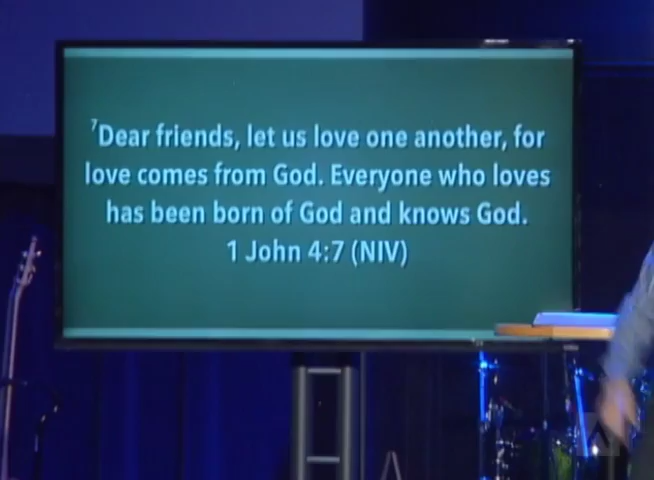 ⁷Dear friends, let us love one another, for
love comes from God. Everyone who loves
has been born of God and knows God.
1 John 4:7 (NIV)